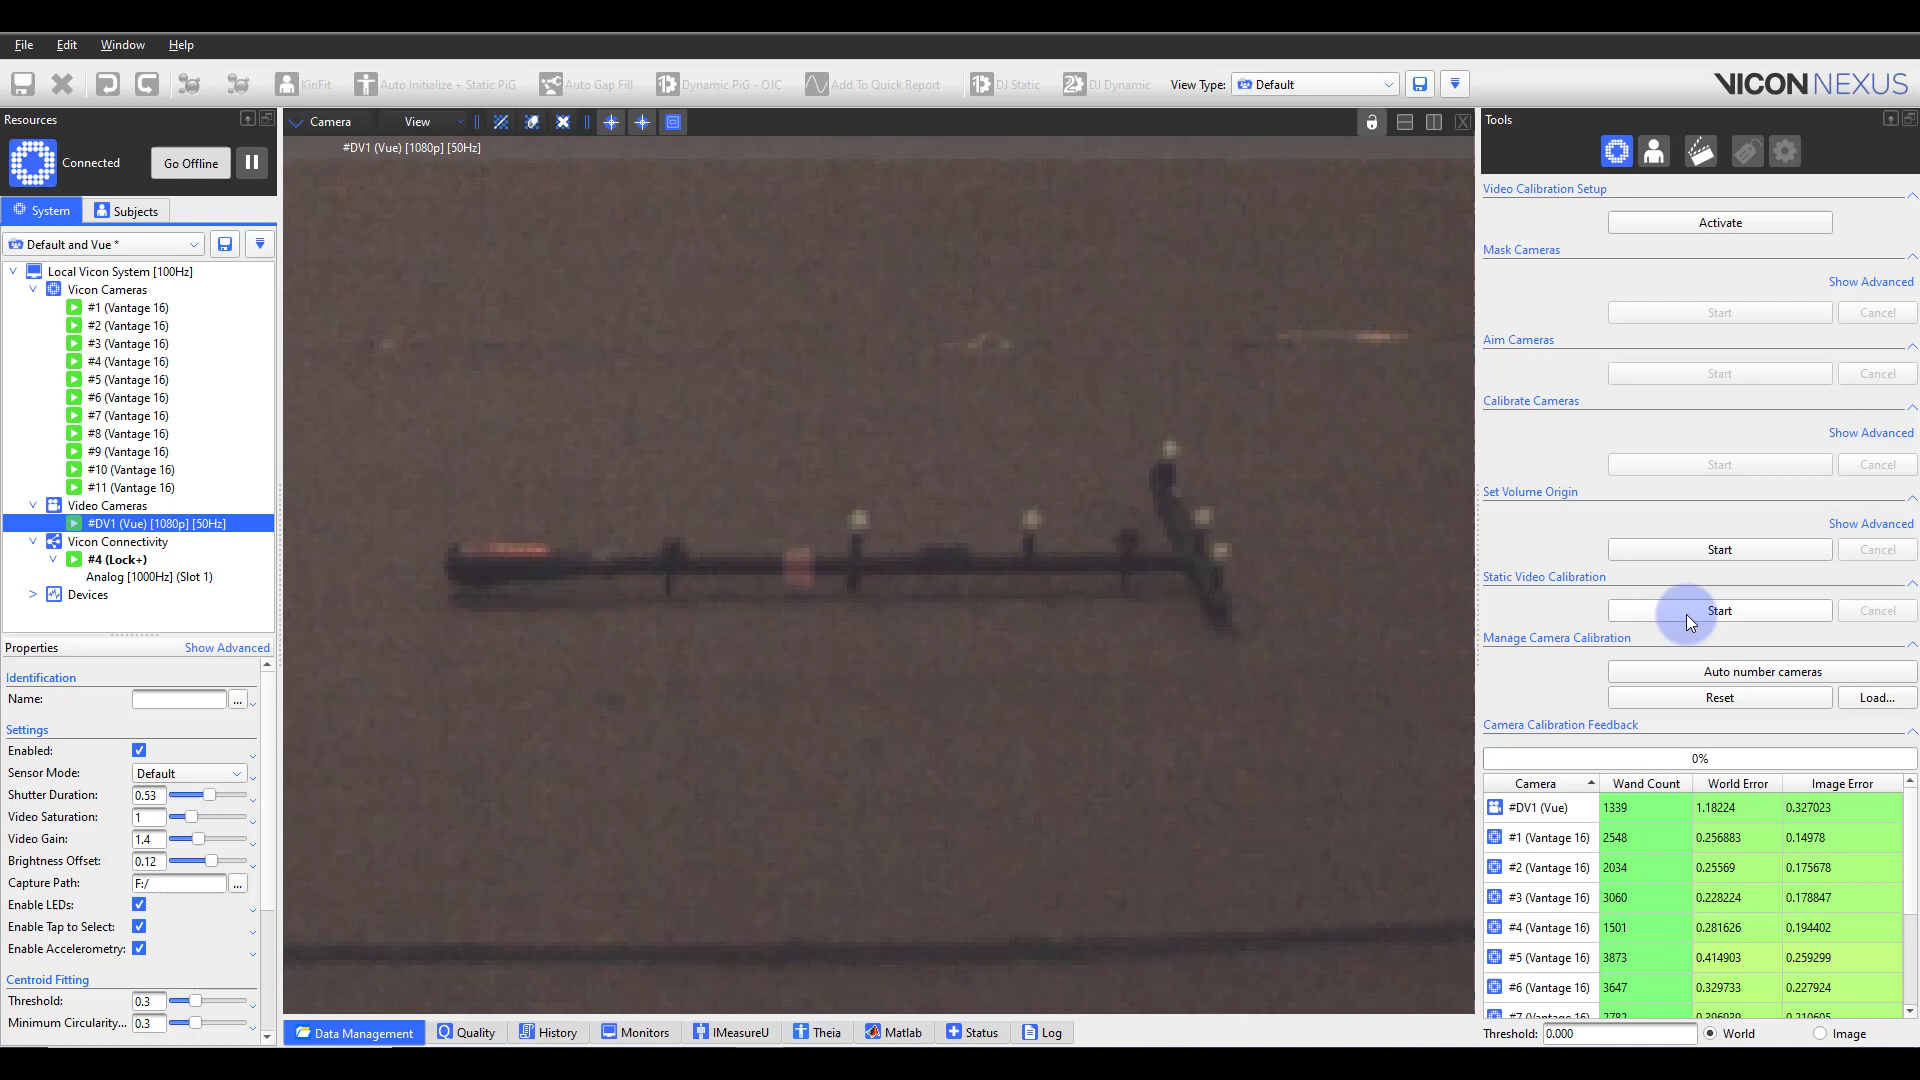 File Edit Window Help
KinFit Auto Initialize + Static PiG Auto Gap Fill Dynamic PiG - OJC Add To Quick Report DJ Static DJ Dynamic View Type: Default VICON NEXUS
Resources
Connected Go Offline
System Subjects
Default and Vue *
Local Vicon System [100Hz]
Vicon Cameras
#1 (Vantage 16)
#2 (Vantage 16)
#3 (Vantage 16)
#4 (Vantage 16)
#5 (Vantage 16)
#6 (Vantage 16)
#7 (Vantage 16)
#8 (Vantage 16)
#9 (Vantage 16)
#10 (Vantage 16)
#11 (Vantage 16)
Video Cameras
#DV1 (Vue) [1080p] [50Hz]
Vicon Connectivity
#4 (Lock+)
Analog [1000Hz] (Slot 1)
Devices
Properties Show Advanced
Identification
Name: ...
Settings
Enabled:
Sensor Mode: Default
Shutter Duration: 0.53
Video Saturation: 1
Video Gain: 1.4
Brightness Offset: 0.12
Capture Path: F:/ ...
Enable LEDs:
Enable Tap to Select:
Enable Accelerometry:
Centroid Fitting
Threshold: 0.3
Minimum Circularity... 0.3
Camera View
#DV1 (Vue) [1080p] [50Hz]
Data Management Quality History Monitors IMeasureU Theia Matlab Status Log
Tools
Video Calibration Setup
Activate
Mask Cameras
Show Advanced
Start Cancel
Aim Cameras
Start Cancel
Calibrate Cameras
Show Advanced
Start Cancel
Set Volume Origin
Show Advanced
Start Cancel
Static Video Calibration
Start Cancel
Manage Camera Calibration
Auto number cameras
Reset Load...
Camera Calibration Feedback
0%
Camera Wand Count World Error Image Error
#DV1 (Vue) 1339 1.18224 0.327023
#1 (Vantage 16) 2548 0.256883 0.14978
#2 (Vantage 16) 2034 0.25569 0.175678
#3 (Vantage 16) 3060 0.228224 0.178847
#4 (Vantage 16) 1501 0.281626 0.194402
#5 (Vantage 16) 3873 0.414903 0.259299
#6 (Vantage 16) 3647 0.329733 0.227924
#7 (Vantage 16)
Threshold: 0.000 World Image